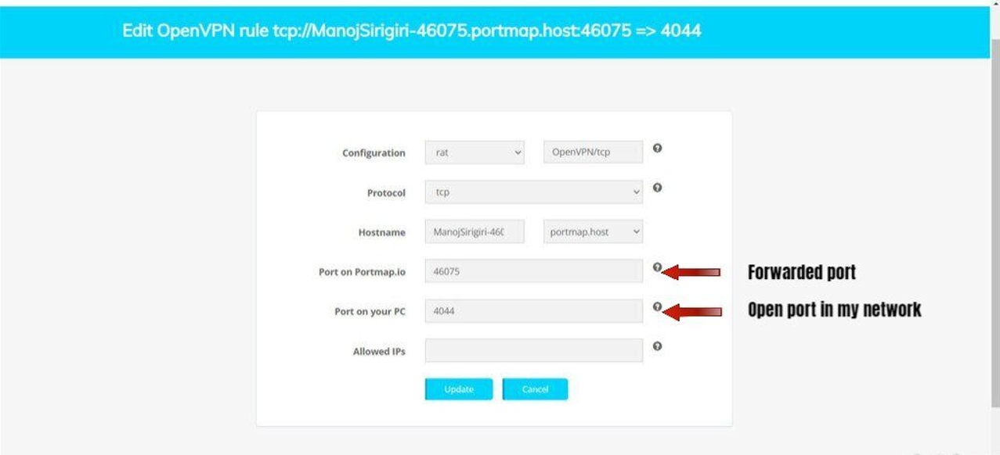 Edit OpenVPN rule tcp://ManojSirigiri-46075.portmap.host:46075 => 4044
Configuration rat OpenVPN/tcp
Protocol tcp
Hostname ManojSirigiri-460 portmap.host
Port on Portmap.io 46075 Forwarded port
Port on your PC 4044 Open port in my network
Allowed IPs
Update Cancel